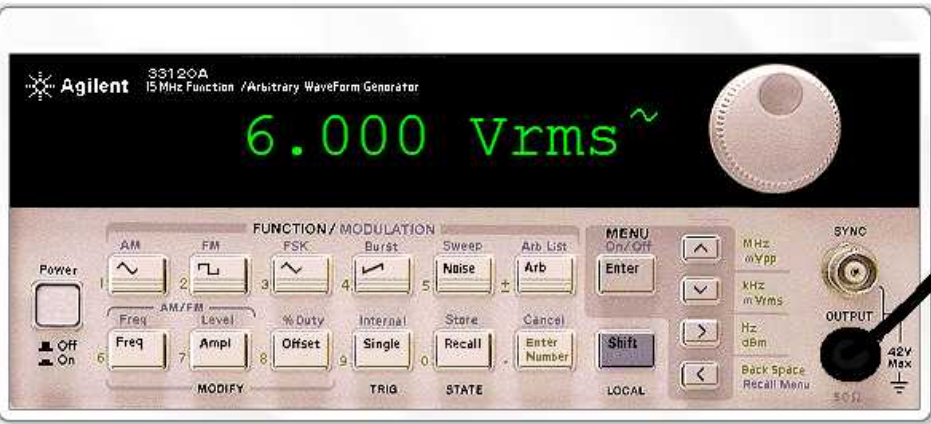 Agilent
33120A
15 MHz Function / Arbitrary WaveForm Generator
6.000 Vrms~
FUNCTION / MODULATION
MENU
SYNC
AM FM FSK Burst Sweep Arb List On/Off
MHz
mVpp
Power
1 2 3 4 5 Noise ± Arb Enter
kHz
m Vrms
AM/FM
OUTPUT
Freq Level % Duty Internal Store Cancel
Hz
dBm
Off
On
6 Freq 7 Ampl 8 Offset 9 Single 0 Recall . Enter Number Shift
42V
Max
Back Space
Recall Menu
MODIFY TRIG STATE LOCAL
50Ω